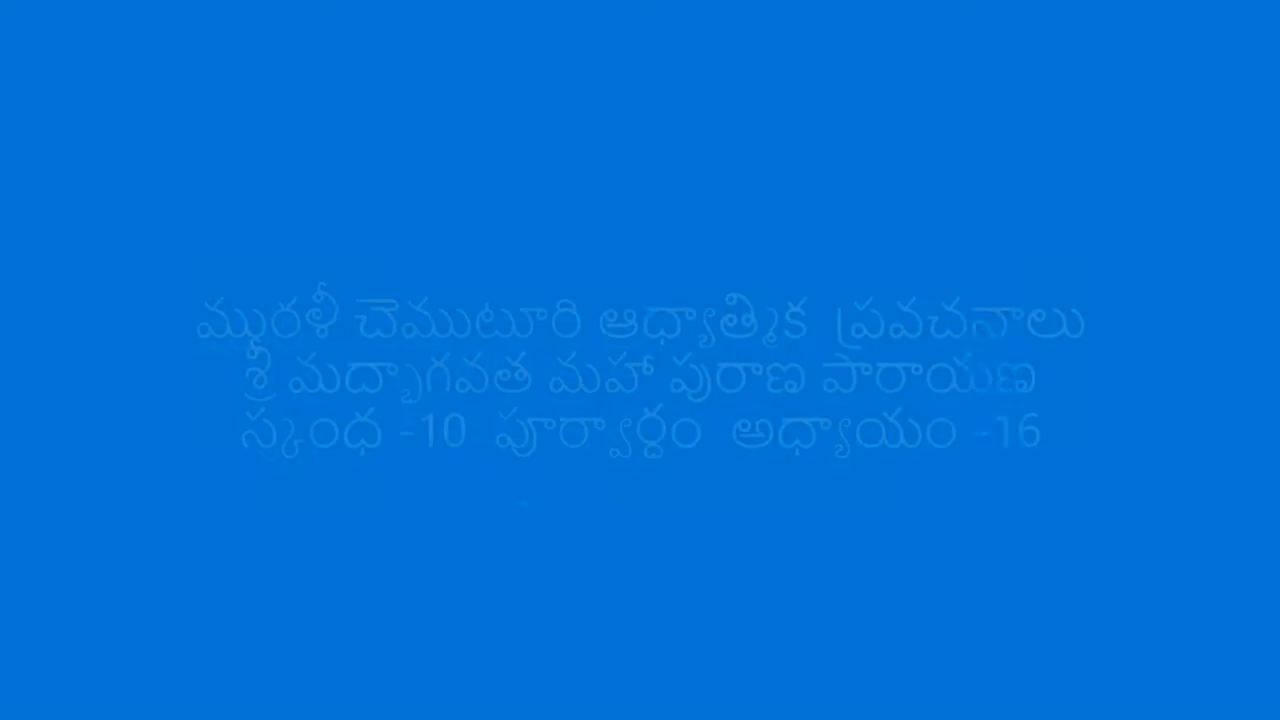 మురళీ చెముటూరి ఆధ్యాత్మిక ప్రవచనాలు
శ్రీ మద్భాగవత మహా పురాణ పారాయణ
స్కంధ -10 పూర్వార్ధం అధ్యాయం -16